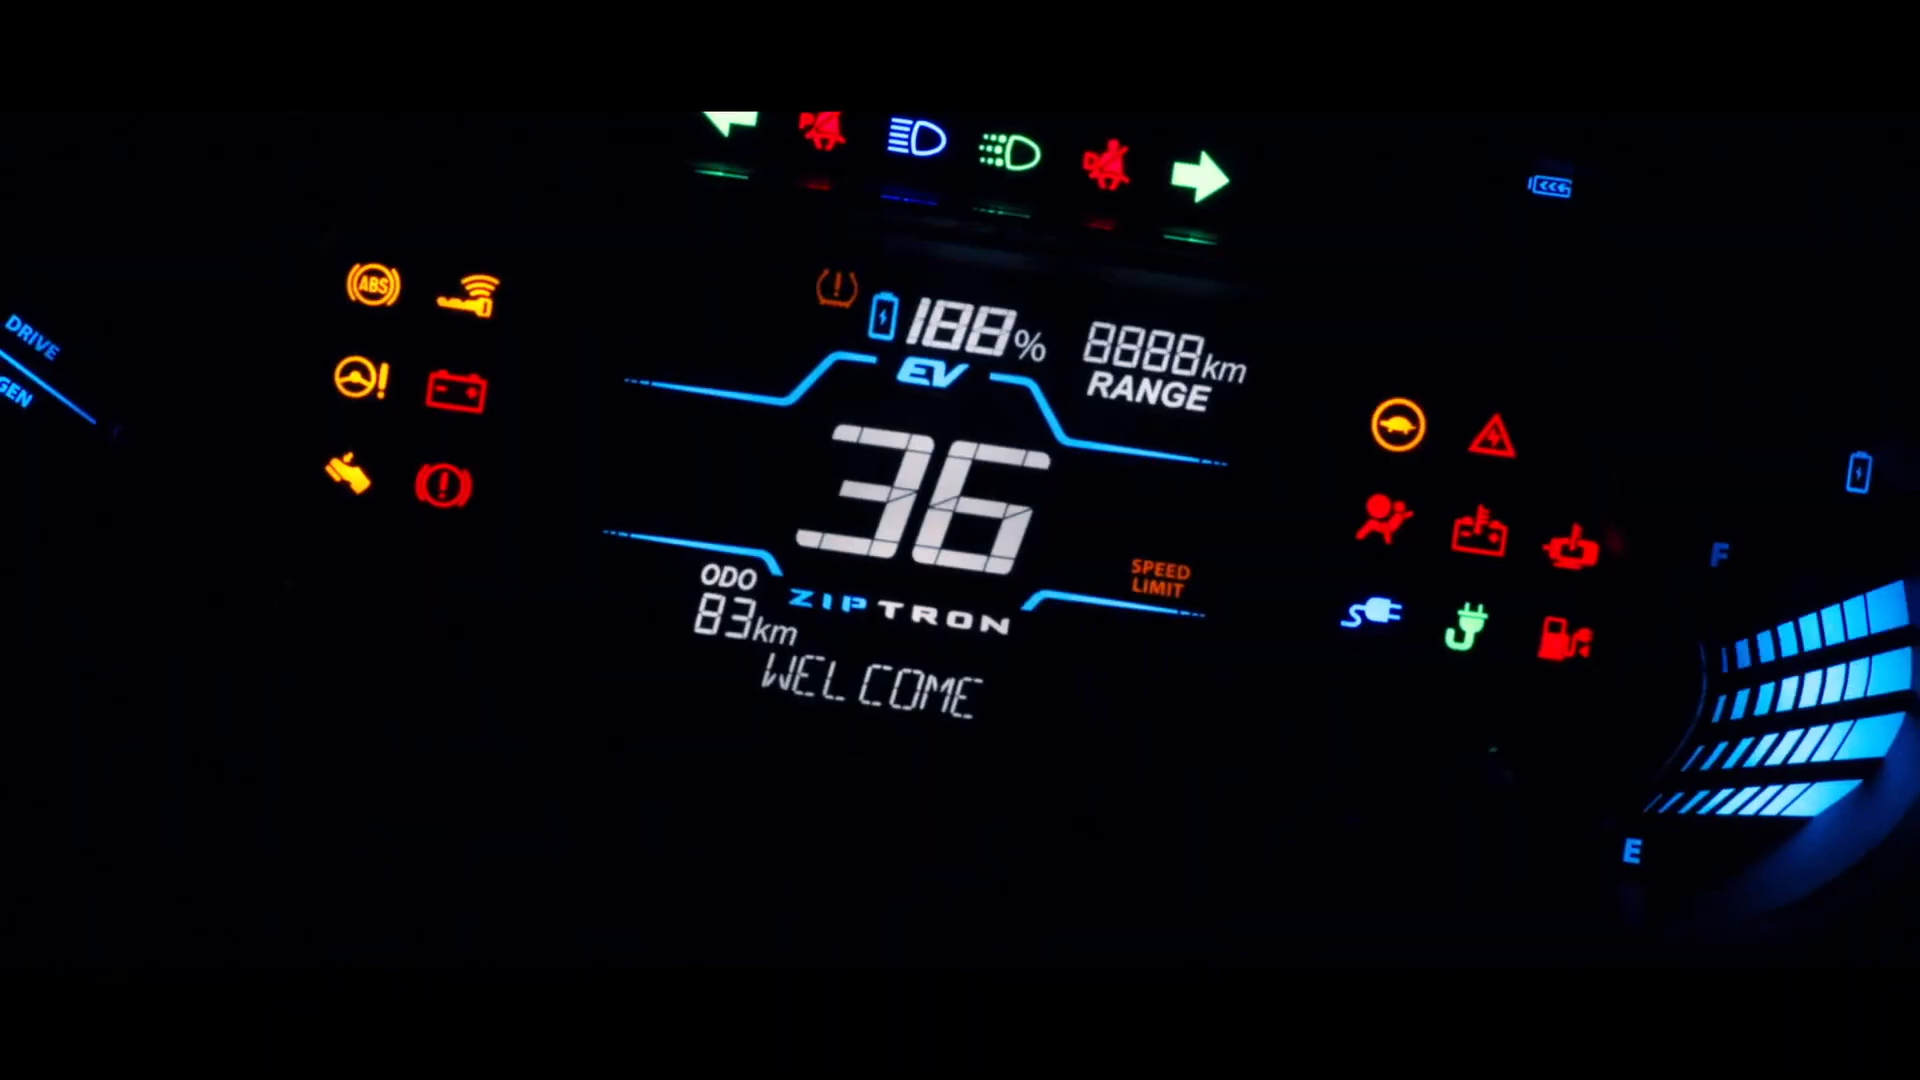 P
D
ABS
188%
8888km
RANGE
EV
DRIVE
GEN
36
SPEED
LIMIT
ODO
83km
ZIPTRON
WELCOME
F
E